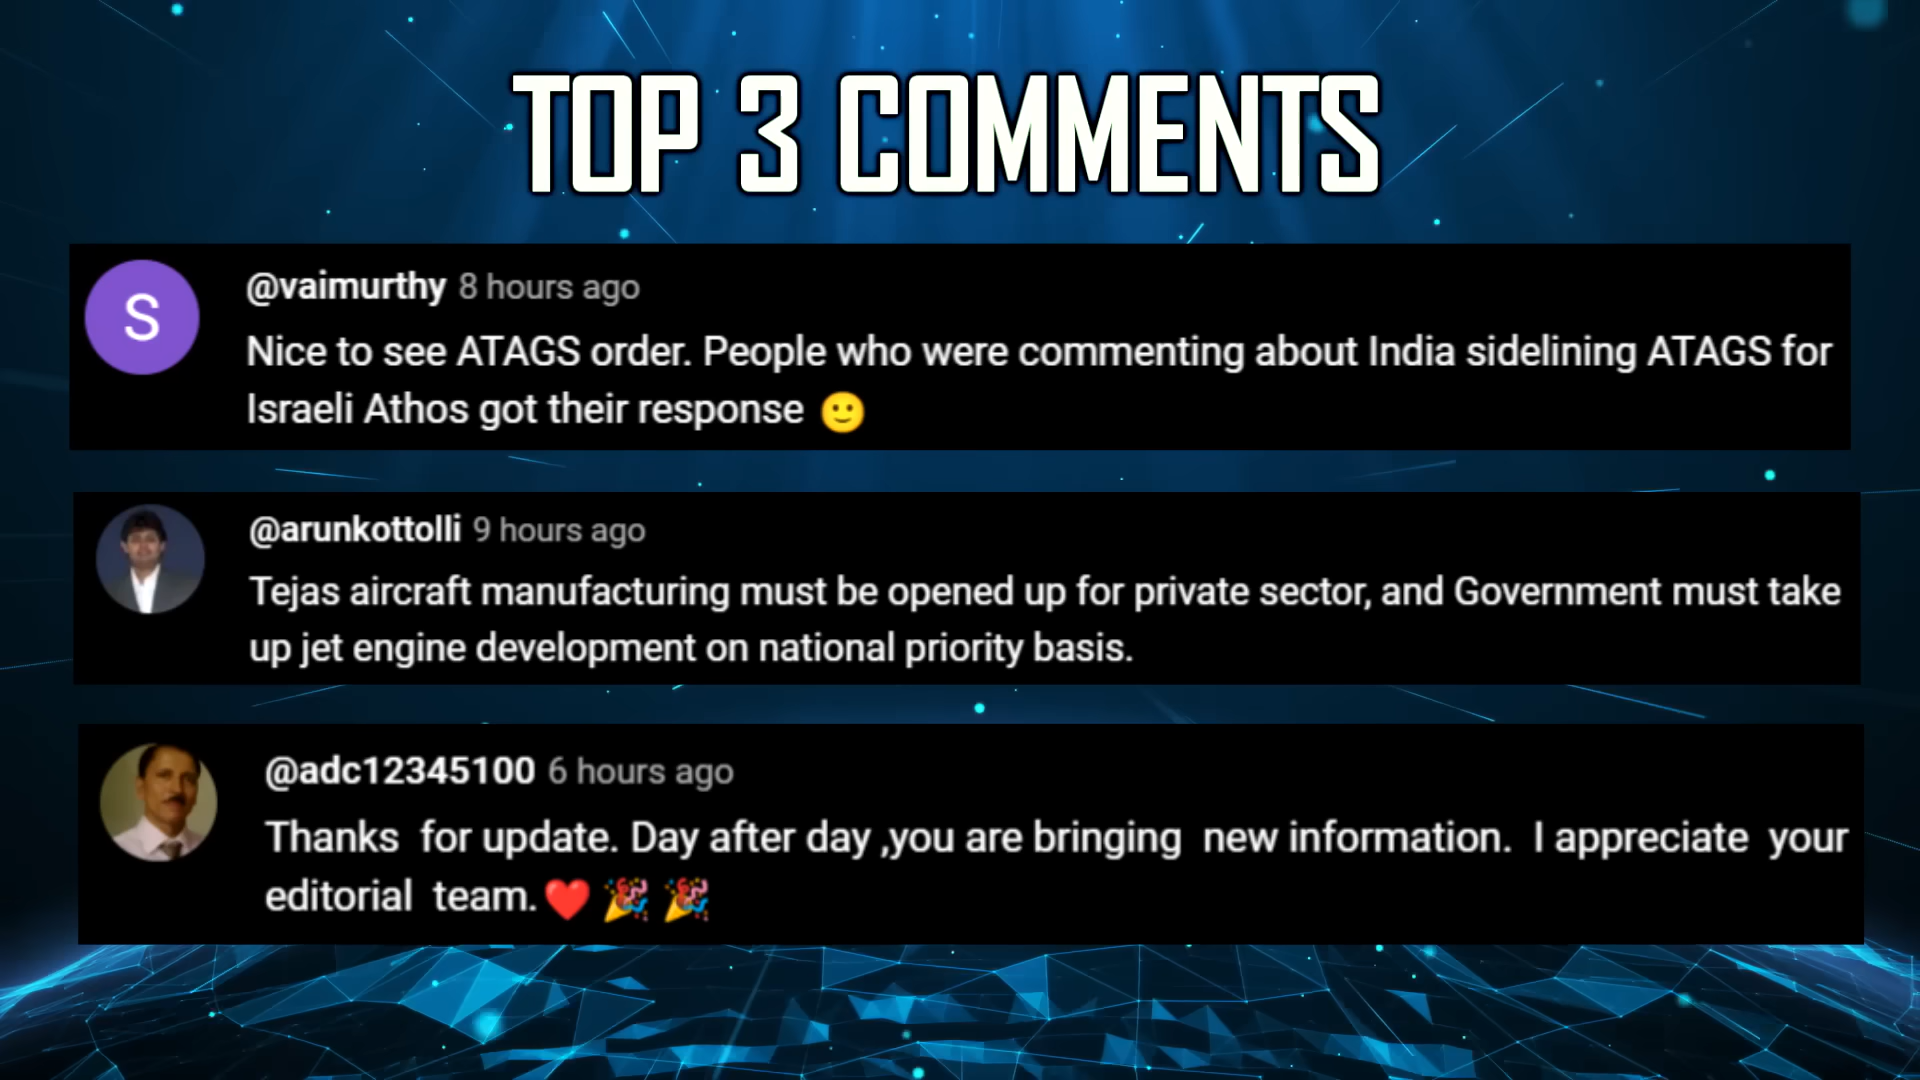 TOP 3 COMMENTS
S
@vaimurthy 8 hours ago
Nice to see ATAGS order. People who were commenting about India sidelining ATAGS for
Israeli Athos got their response 🙂
@arunkottolli 9 hours ago
Tejas aircraft manufacturing must be opened up for private sector, and Government must take
up jet engine development on national priority basis.
@adc12345100 6 hours ago
Thanks  for update. Day after day ,you are bringing  new information.  I appreciate  your
editorial  team.❤️🎉🎉